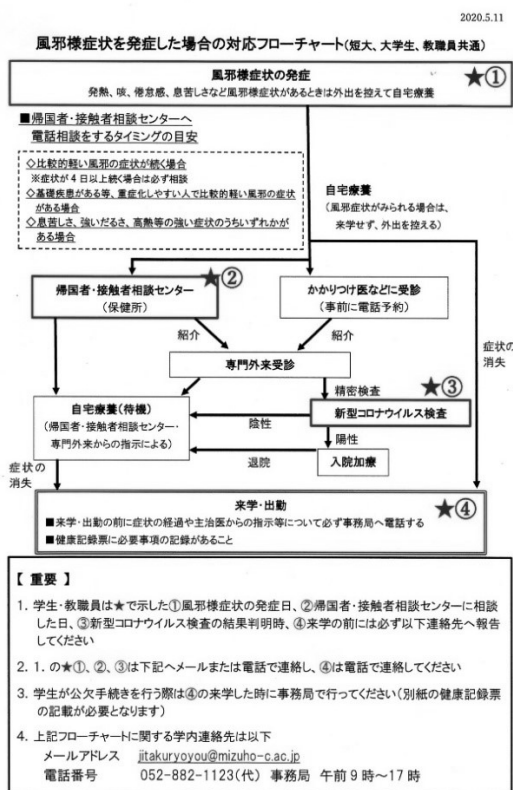 2020.5.11
風邪様症状を発症した場合の対応フローチャート(短大、大学生、教職員共通)
風邪様症状の発症
★①
発熱、咳、倦怠感、息苦しさなど風邪様症状があるときは外出を控えて自宅療養
■帰国者・接触者相談センターへ
電話相談をするタイミングの目安
◇比較的軽い風邪の症状が続く場合
※症状が4日以上続く場合は必ず相談
◇基礎疾患がある等、重症化しやすい人で比較的軽い風邪の症状
がある場合
◇息苦しさ、強いだるさ、高熱等の強い症状のうちいずれかが
ある場合
自宅療養
(風邪症状がみられる場合は、
来学せず、外出を控える)
★②
帰国者・接触者相談センター
(保健所)
かかりつけ医などに受診
(事前に電話予約)
紹介
紹介
専門外来受診
症状の
消失
精密検査
★③
自宅療養(待機)
(帰国者・接触者相談センター・
専門外来からの指示による)
陰性
新型コロナウイルス検査
陽性
退院
入院加療
症状の
消失
来学・出勤
★④
■来学・出勤の前に症状の経過や主治医からの指示等について必ず事務局へ電話する
■健康記録票に必要事項の記録があること
【 重要 】
1. 学生・教職員は★で示した①風邪様症状の発症日、②帰国者・接触者相談センターに相談
した日、③新型コロナウイルス検査の結果判明時、④来学の前には必ず以下連絡先へ報告
してください
2. 1. の★①、②、③は下記へメールまたは電話で連絡し、④は電話で連絡してください
3. 学生が公欠手続きを行う際は④の来学した時に事務局で行ってください(別紙の健康記録票
の記載が必要となります)
4. 上記フローチャートに関する学内連絡先は以下
メールアドレス jitakuryoyou@mizuho-c.ac.jp
電話番号 052-882-1123(代) 事務局 午前9時~17時